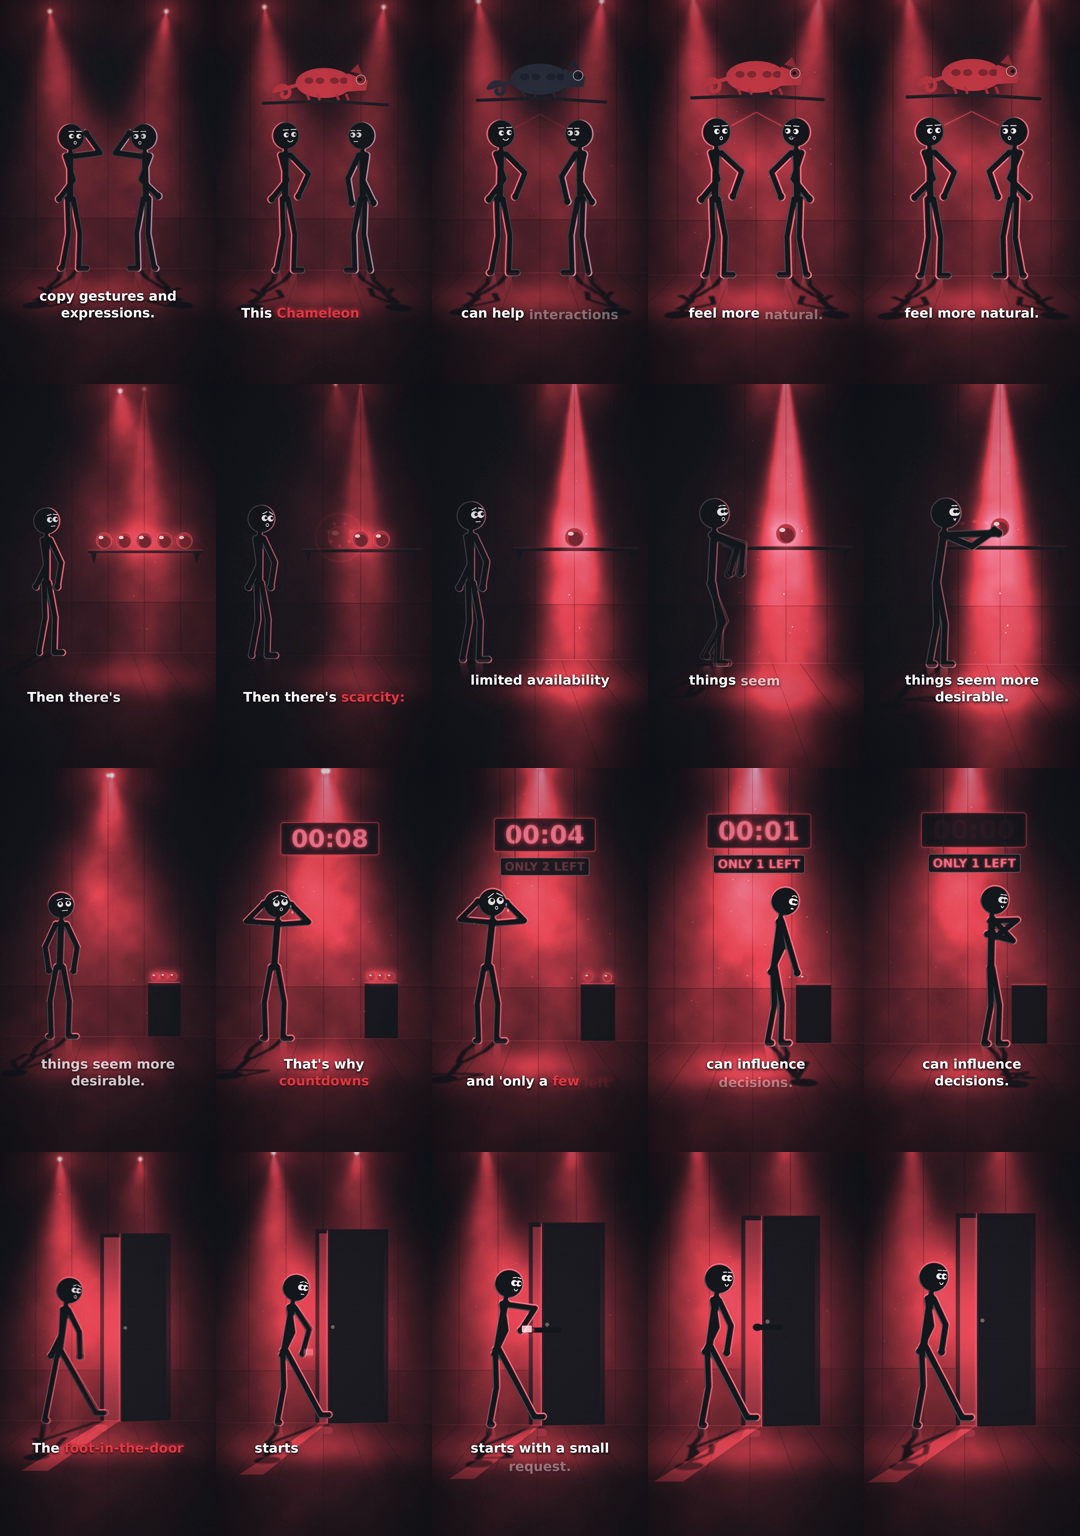 copy gestures and
expressions.
This Chameleon
can help interactions
feel more natural.
feel more natural.
Then there's
Then there's scarcity:
limited availability
things seem
things seem more
desirable.
things seem more
desirable.
00:08
That's why
countdowns
00:04
ONLY 2 LEFT
and 'only a few left'
00:01
ONLY 1 LEFT
can influence
decisions.
00:00
ONLY 1 LEFT
can influence
decisions.
The foot-in-the-door
starts
starts with a small
request.